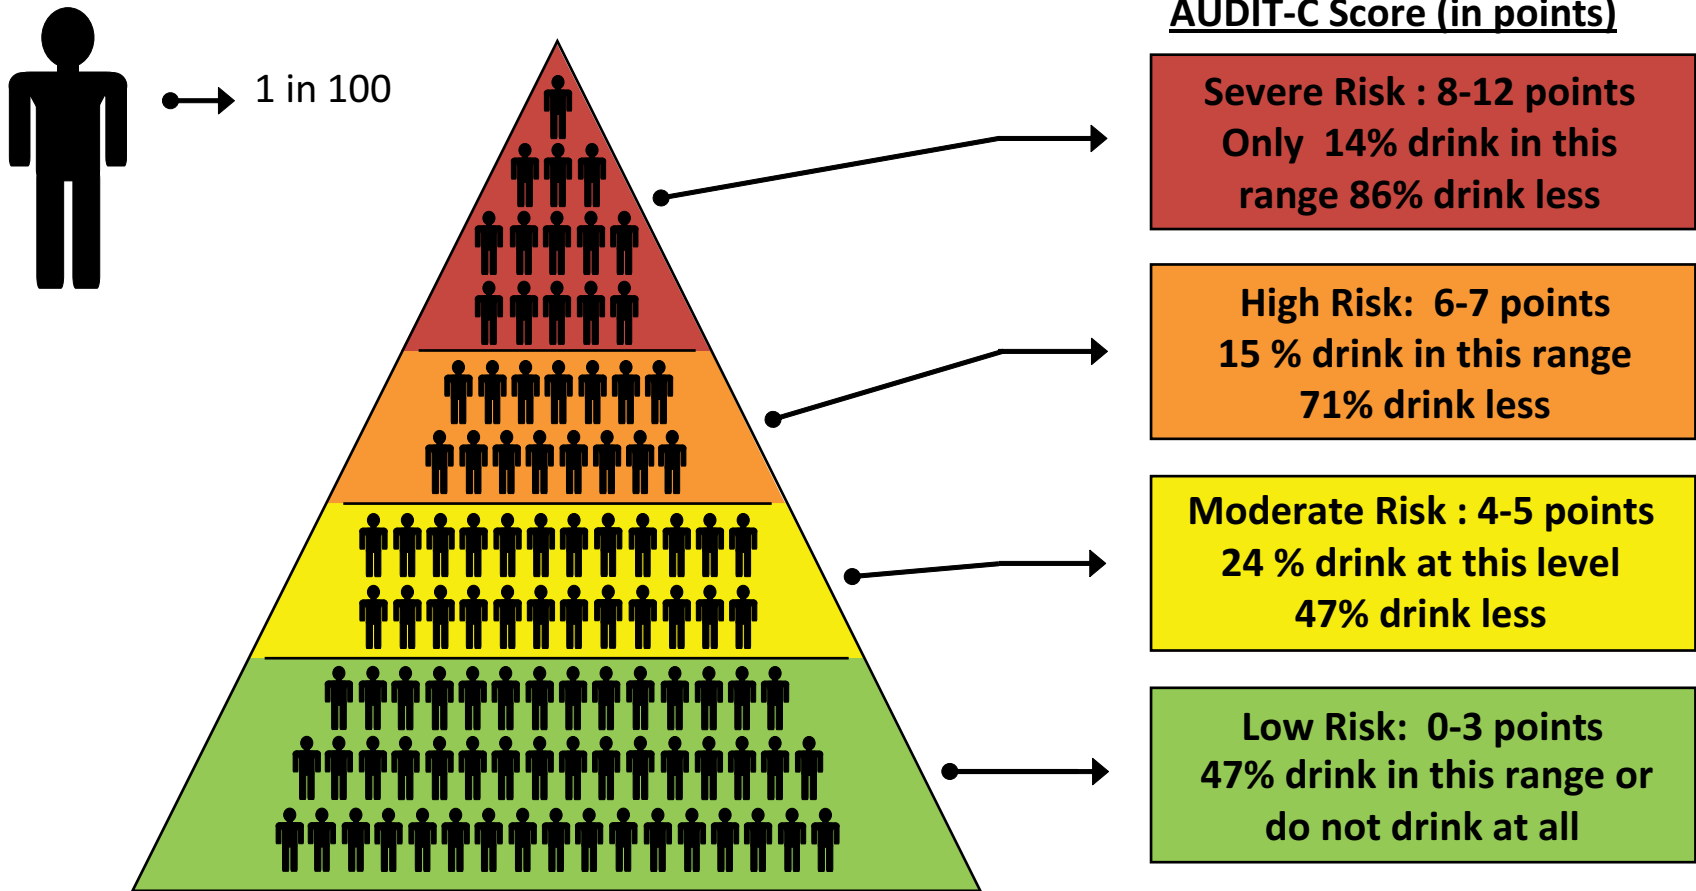 AUDIT-C Score (in points)
1 in 100
Severe Risk : 8-12 points
Only 14% drink in this
range 86% drink less
High Risk: 6-7 points
15 % drink in this range
71% drink less
Moderate Risk : 4-5 points
24 % drink at this level
47% drink less
Low Risk: 0-3 points
47% drink in this range or
do not drink at all